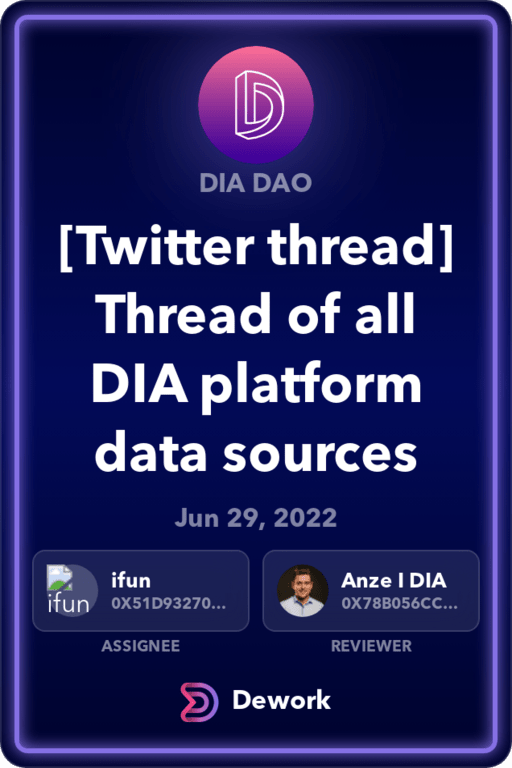 DIA DAO
[Twitter thread]
Thread of all
DIA platform
data sources
Jun 29, 2022
ifun
ifun
0X51D93270...
ASSIGNEE
Anze I DIA
0X78B056CC...
REVIEWER
Dework